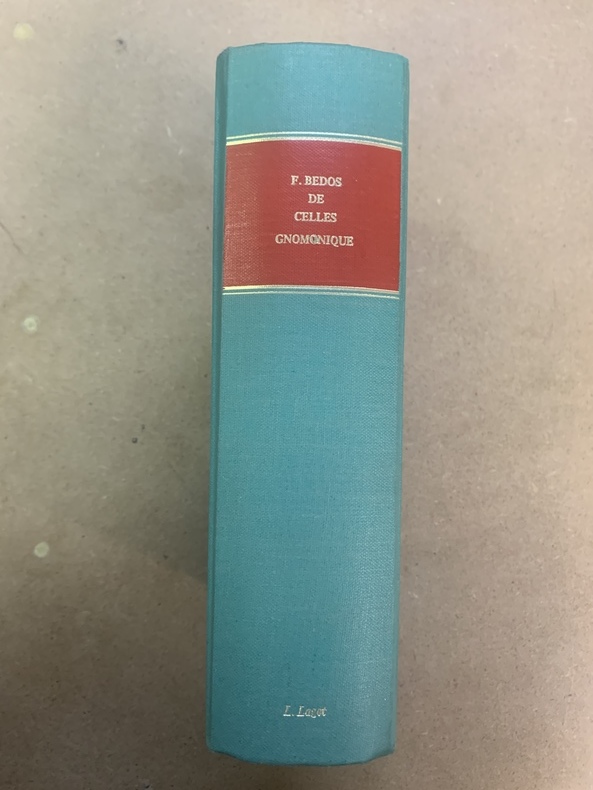 F. BEDOS
DE
CELLES
GNOMONIQUE
L. Laget